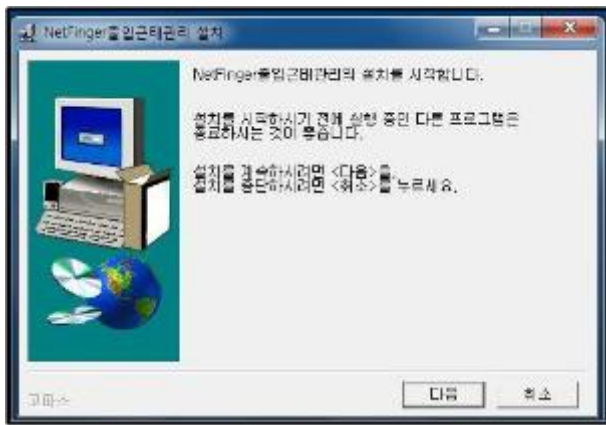 NetFinger출입근태관리 설치
NetFinger출입근태관리의 설치를 시작합니다.
설치를 시작하시기 전에 실행 중인 다른 프로그램은
종료하시는 것이 좋습니다.
설치를 계속하시려면 <다음>을,
설치를 중단하시려면 <취소>를 누르세요.
다음
취소